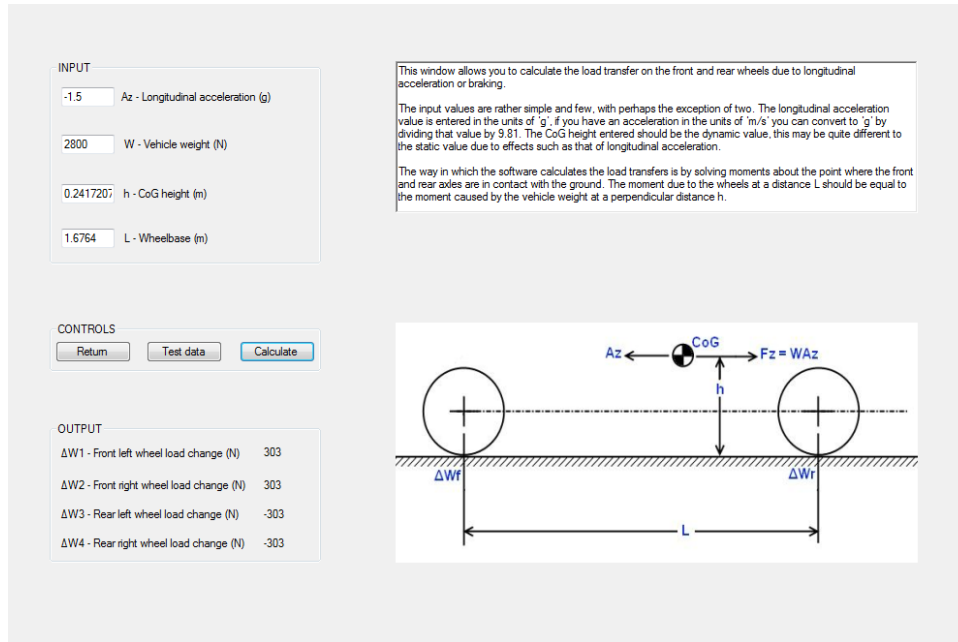 INPUT
-1.5 Az - Longitudinal acceleration (g)
2800 W - Vehicle weight (N)
0.2417207 h - CoG height (m)
1.6764 L - Wheelbase (m)
This window allows you to calculate the load transfer on the front and rear wheels due to longitudinal
acceleration or braking.
The input values are rather simple and few, with perhaps the exception of two. The longitudinal acceleration
value is entered in the units of 'g', if you have an acceleration in the units of 'm/s' you can convert to 'g' by
dividing that value by 9.81. The CoG height entered should be the dynamic value, this may be quite different to
the static value due to effects such as that of longitudinal acceleration.
The way in which the software calculates the load transfers is by solving moments about the point where the front
and rear axles are in contact with the ground. The moment due to the wheels at a distance L should be equal to
the moment caused by the vehicle weight at a perpendicular distance h.
CONTROLS
Return Test data Calculate
OUTPUT
ΔW1 - Front left wheel load change (N) 303
ΔW2 - Front right wheel load change (N) 303
ΔW3 - Rear left wheel load change (N) -303
ΔW4 - Rear right wheel load change (N) -303
CoG
Az Fz = WAz
h
ΔWf ΔWr
L